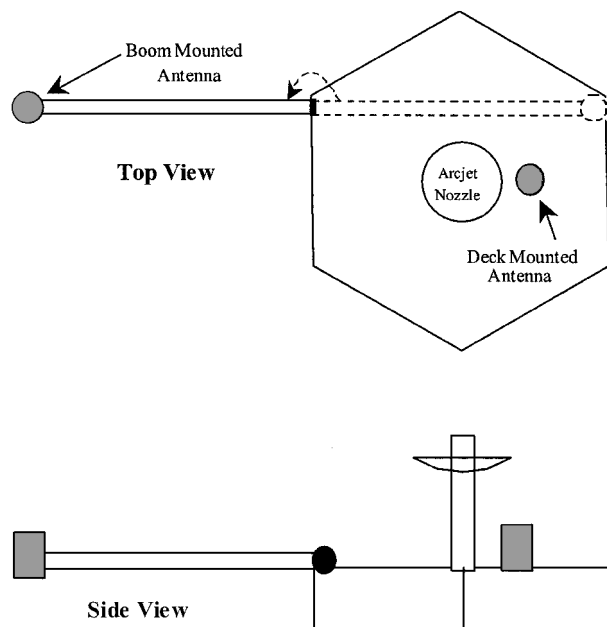 Boom Mounted
Antenna
Top View
Arcjet
Nozzle
Deck Mounted
Antenna
Side View